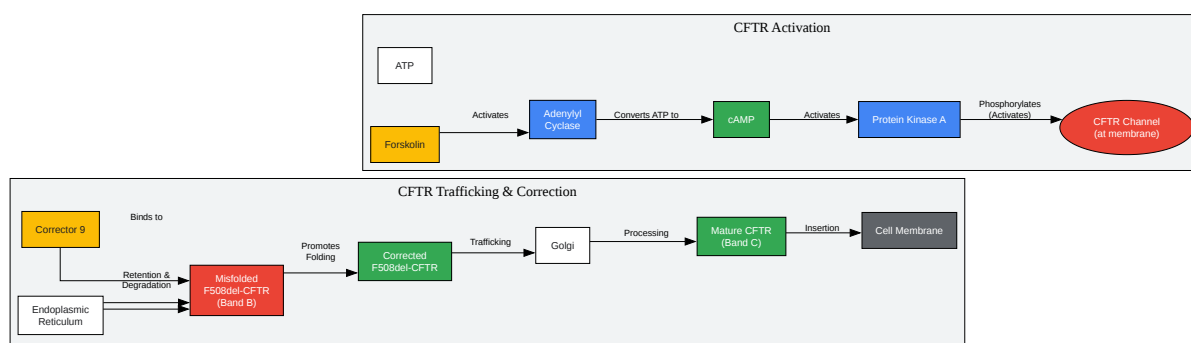 CFTR Activation
ATP
Forskolin
Activates
Adenylyl
Cyclase
Converts ATP to
cAMP
Activates
Protein Kinase A
Phosphorylates
(Activates)
CFTR Channel
(at membrane)
CFTR Trafficking & Correction
Corrector 9
Binds to
Retention &
Degradation
Endoplasmic
Reticulum
Misfolded
F508del-CFTR
(Band B)
Promotes
Folding
Corrected
F508del-CFTR
Trafficking
Golgi
Processing
Mature CFTR
(Band C)
Insertion
Cell Membrane